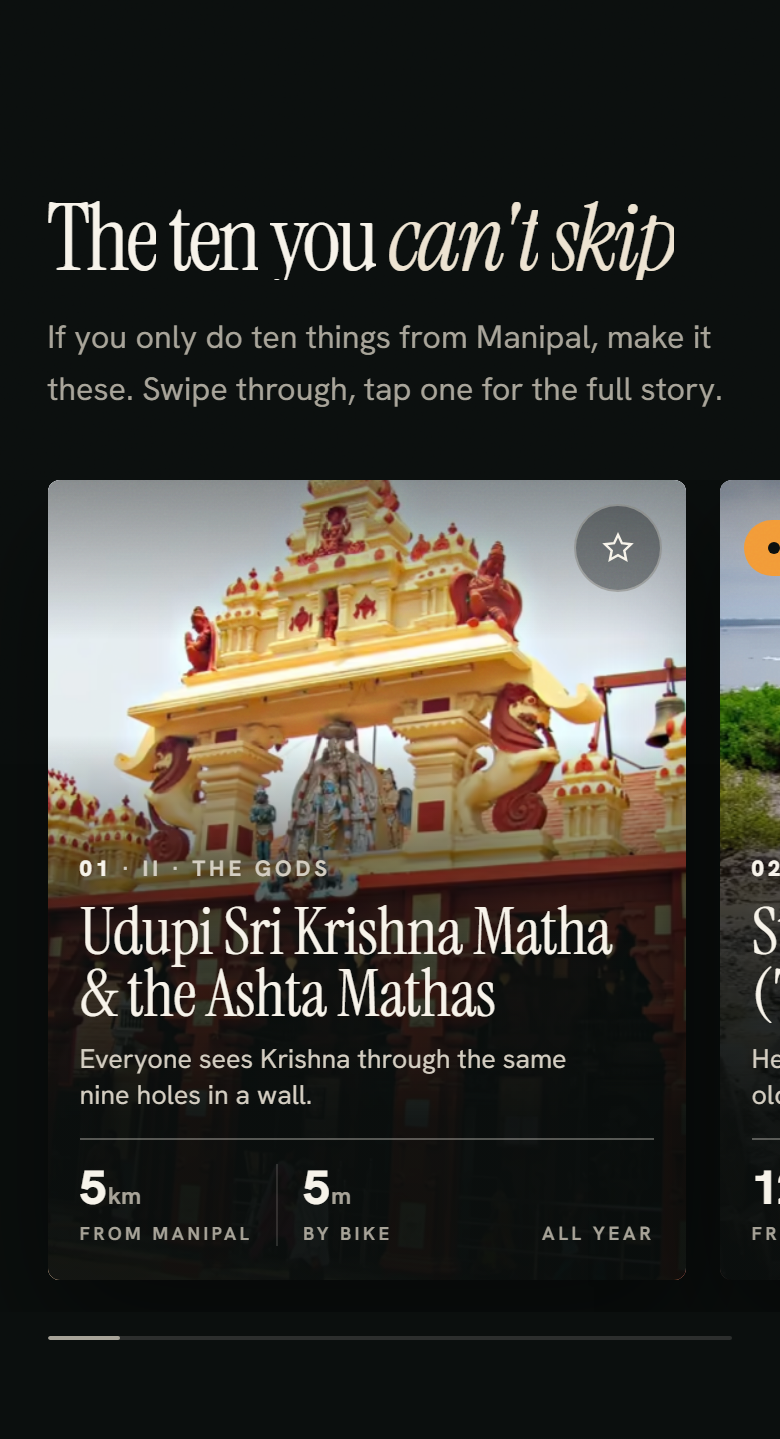 The ten you can't skip
If you only do ten things from Manipal, make it
these. Swipe through, tap one for the full story.
01 · II · THE GODS
Udupi Sri Krishna Matha
& the Ashta Mathas
Everyone sees Krishna through the same
nine holes in a wall.
5km
FROM MANIPAL
5m
BY BIKE
ALL YEAR
02